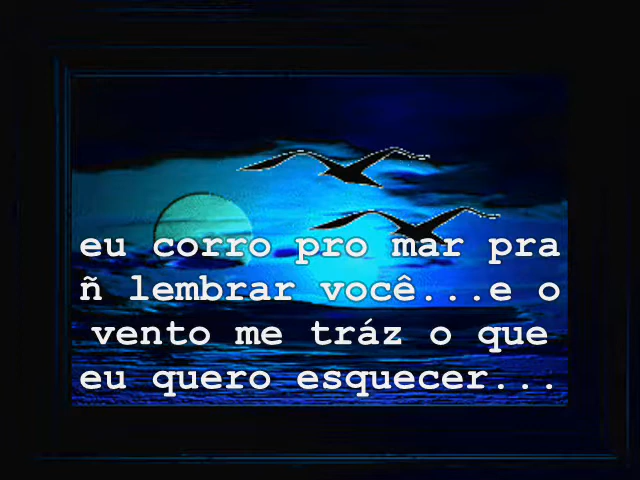 eu corro pro mar pra
ñ lembrar você...e o
vento me tráz o que
eu quero esquecer...